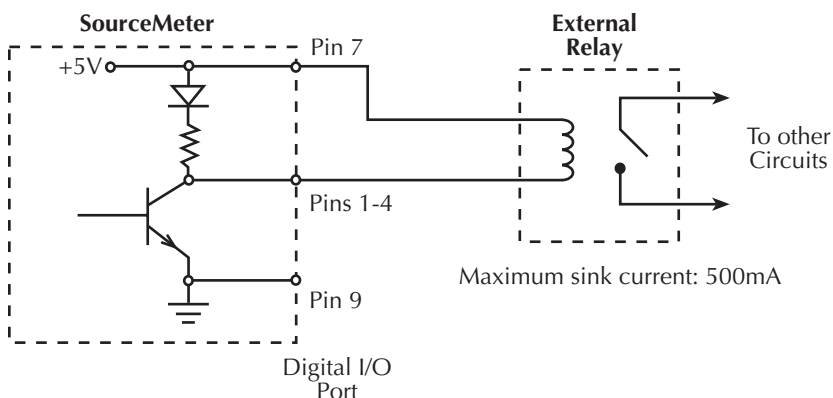 SourceMeter
External
Relay
Pin 7
+5V
To other
Circuits
Pins 1-4
Maximum sink current: 500mA
Pin 9
Digital I/O
Port